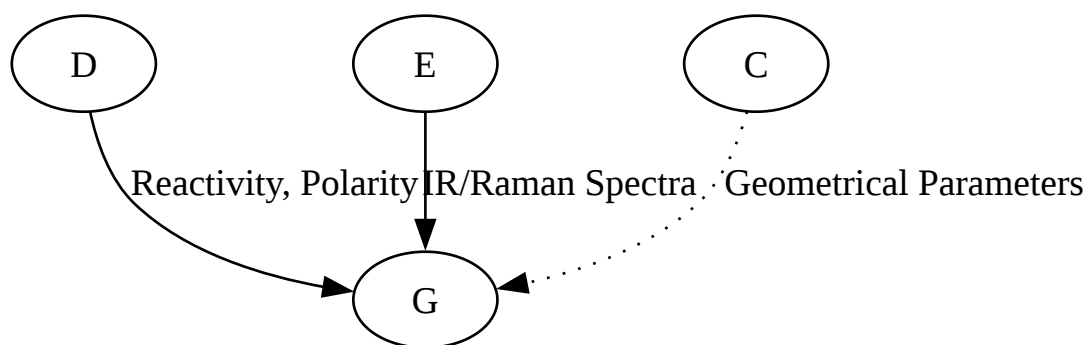 D E C
Reactivity, Polarity IR/Raman Spectra Geometrical Parameters
G